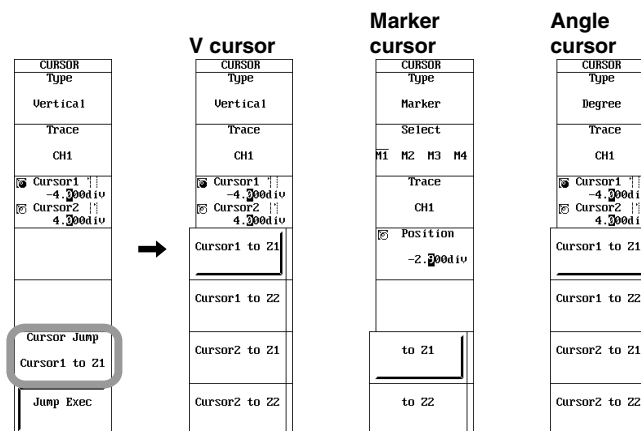 V cursor
Marker
cursor
Angle
cursor
CURSOR
Type
Vertical
Trace
CH1
Cursor1
-4.000div
Cursor2
4.000div
Cursor Jump
Cursor1 to Z1
Jump Exec
CURSOR
Type
Vertical
Trace
CH1
Cursor1
-4.000div
Cursor2
4.000div
Cursor1 to Z1
Cursor1 to Z2
Cursor2 to Z1
Cursor2 to Z2
CURSOR
Type
Marker
Select
M1 M2 M3 M4
Trace
CH1
Position
-2.900div
to Z1
to Z2
CURSOR
Type
Degree
Trace
CH1
Cursor1
-4.000di
Cursor2
4.000di
Cursor1 to Z1
Cursor1 to Z2
Cursor2 to Z1
Cursor2 to Z2